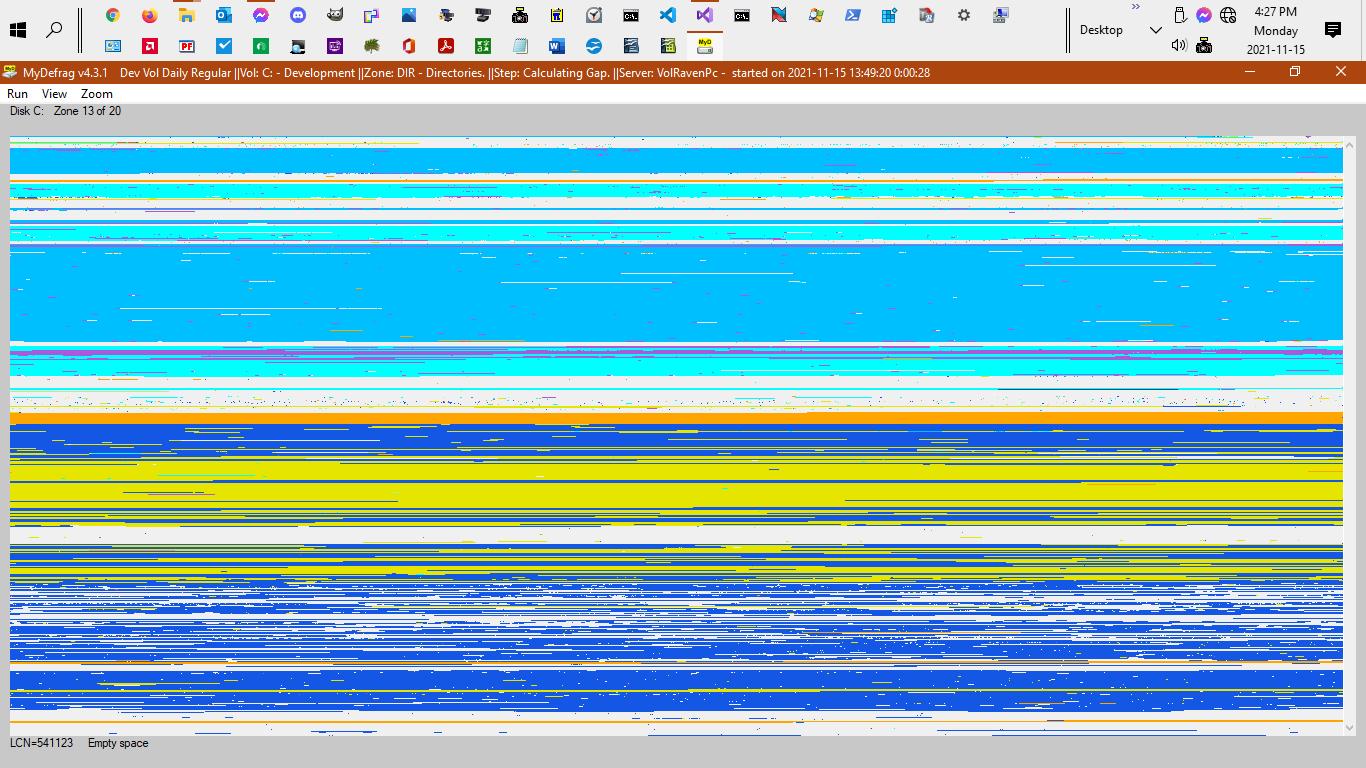 4:27 PM
Desktop
Monday
2021-11-15
MyDefrag v4.3.1 Dev Vol Daily Regular ||Vol: C: - Development ||Zone: DIR - Directories. ||Step: Calculating Gap. ||Server: VolRavenPc - started on 2021-11-15 13:49:20 0:00:28
Run View Zoom
Disk C: Zone 13 of 20
LCN=541123 Empty space